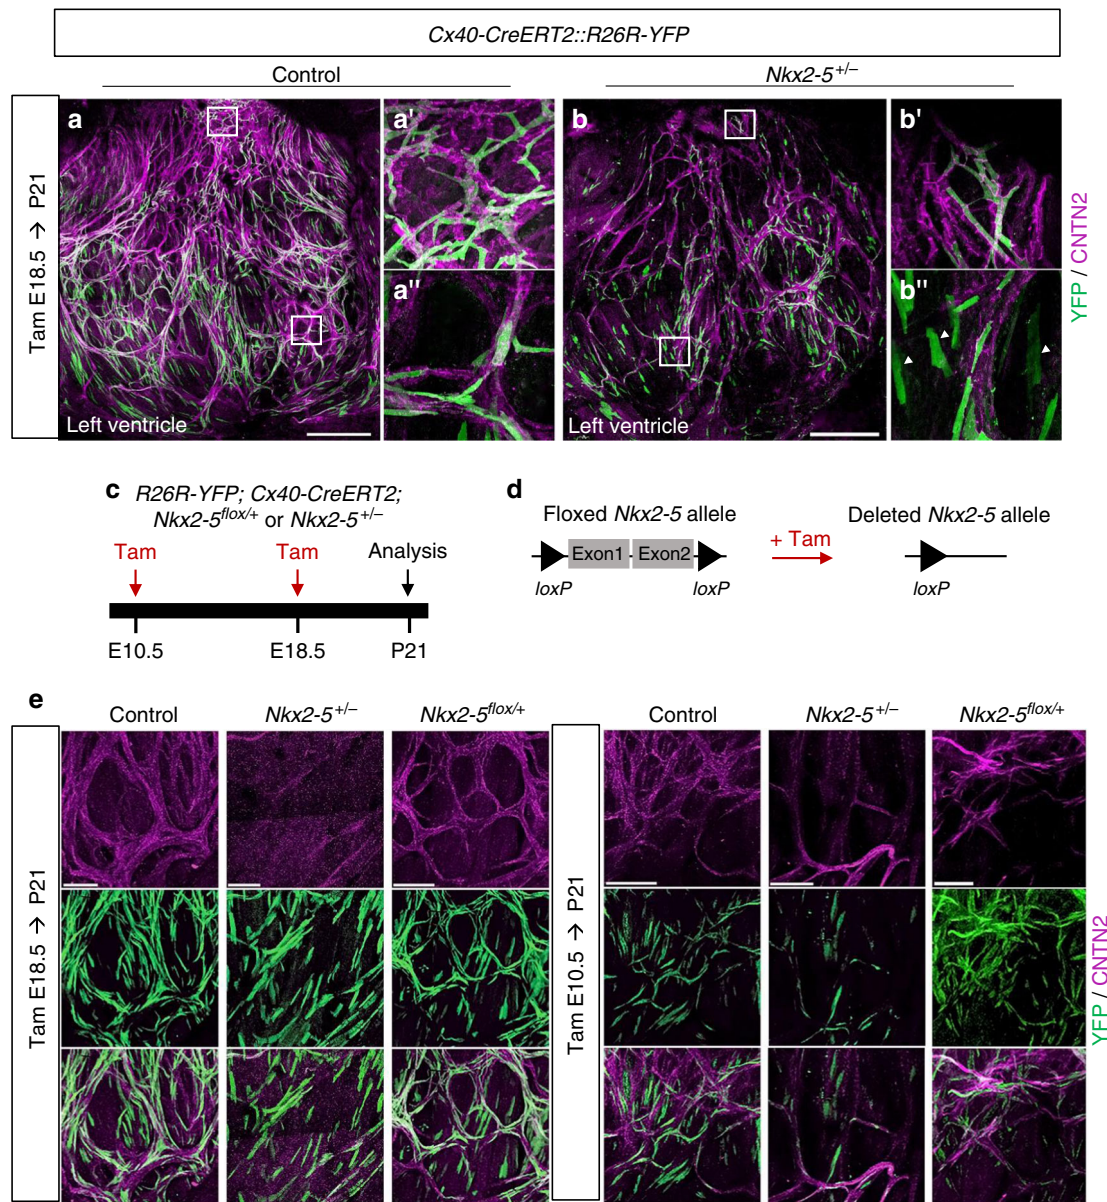 Cx40-CreERT2::R26R-YFP
Control
Nkx2-5+/–
Tam E18.5 → P21
a
a'
b
b'
a"
b"
Left ventricle
Left ventricle
YFP / CNTN2
c
R26R-YFP; Cx40-CreERT2;
Nkx2-5flox/+ or Nkx2-5+/–
Tam
Tam
Analysis
E10.5
E18.5
P21
d
Floxed Nkx2-5 allele
Deleted Nkx2-5 allele
Exon1
Exon2
+ Tam
loxP
loxP
loxP
e
Control
Nkx2-5+/–
Nkx2-5flox/+
Control
Nkx2-5+/–
Nkx2-5flox/+
Tam E18.5 → P21
Tam E10.5 → P21
YFP / CNTN2